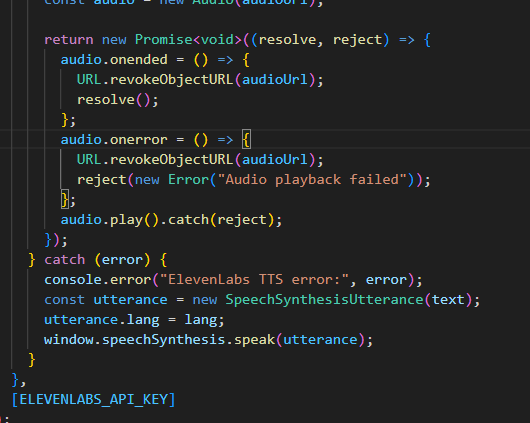 const audio = new Audio(audioUrl);
return new Promise<void>((resolve, reject) => {
audio.onended = () => {
URL.revokeObjectURL(audioUrl);
resolve();
};
audio.onerror = () => {
URL.revokeObjectURL(audioUrl);
reject(new Error("Audio playback failed"));
};
audio.play().catch(reject);
});
} catch (error) {
console.error("ElevenLabs TTS error:", error);
const utterance = new SpeechSynthesisUtterance(text);
utterance.lang = lang;
window.speechSynthesis.speak(utterance);
}
},
[ELEVENLABS_API_KEY]
);